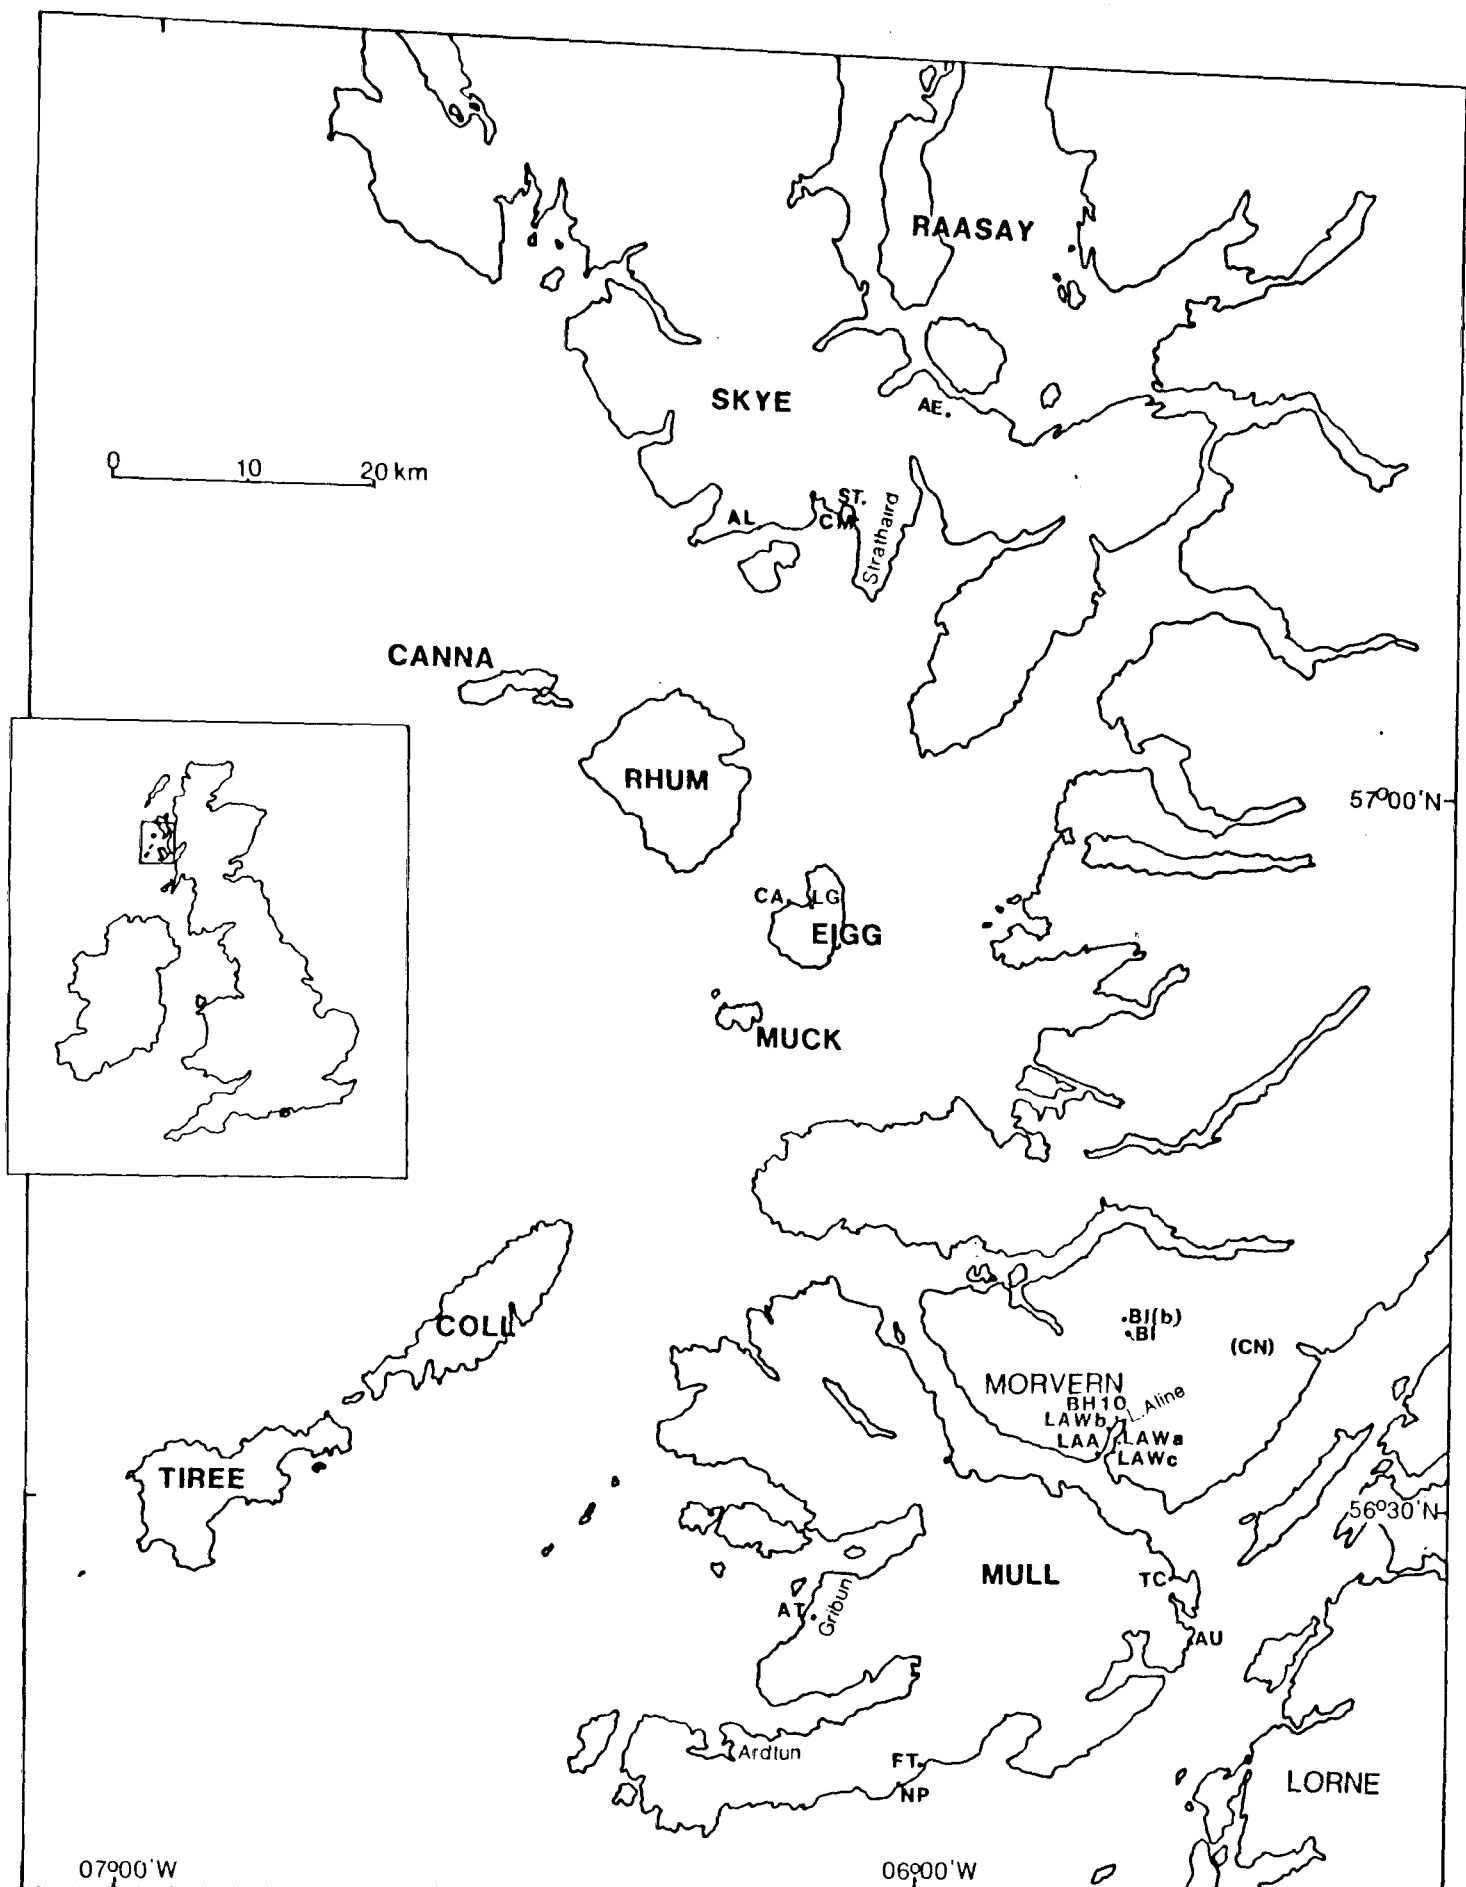 RAASAY
SKYE
AE.
0 10 20 km
ST.
AL
CM
Strathaird
CANNA
RHUM
57°00'N
CA
LG
EIGG
MUCK
COLL
BI(b)
BI
(CN)
MORVERN
BH10
L.Aline
LAWb
LAA
LAWa
LAWc
TIREE
56°30'N
MULL
TC
AT
Gribun
AU
Ardtun
FT
NP
LORNE
07°00'W
06°00'W